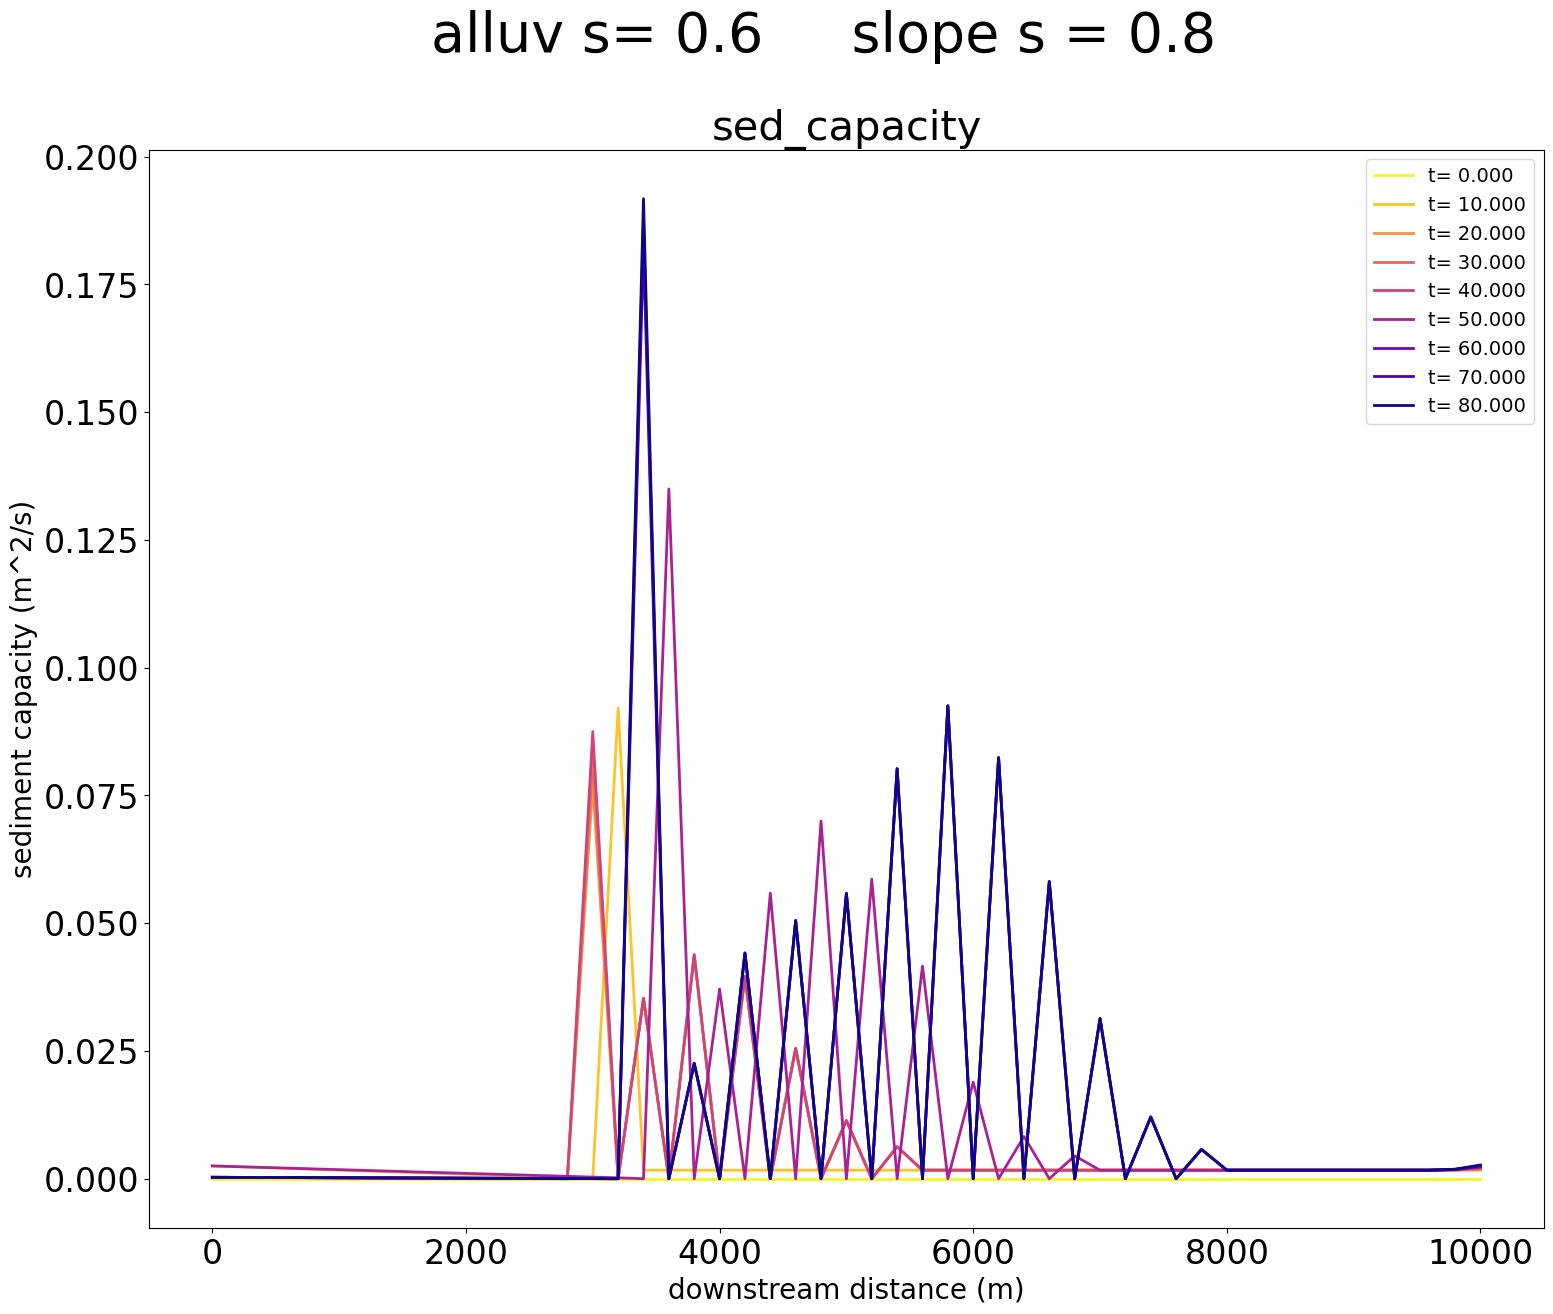 alluv s= 0.6     slope s = 0.8
sed_capacity
0.200
0.175
0.150
0.125
0.100
0.075
0.050
0.025
0.000
sediment capacity (m^2/s)
t= 0.000
t= 10.000
t= 20.000
t= 30.000
t= 40.000
t= 50.000
t= 60.000
t= 70.000
t= 80.000
0 2000 4000 6000 8000 10000
downstream distance (m)